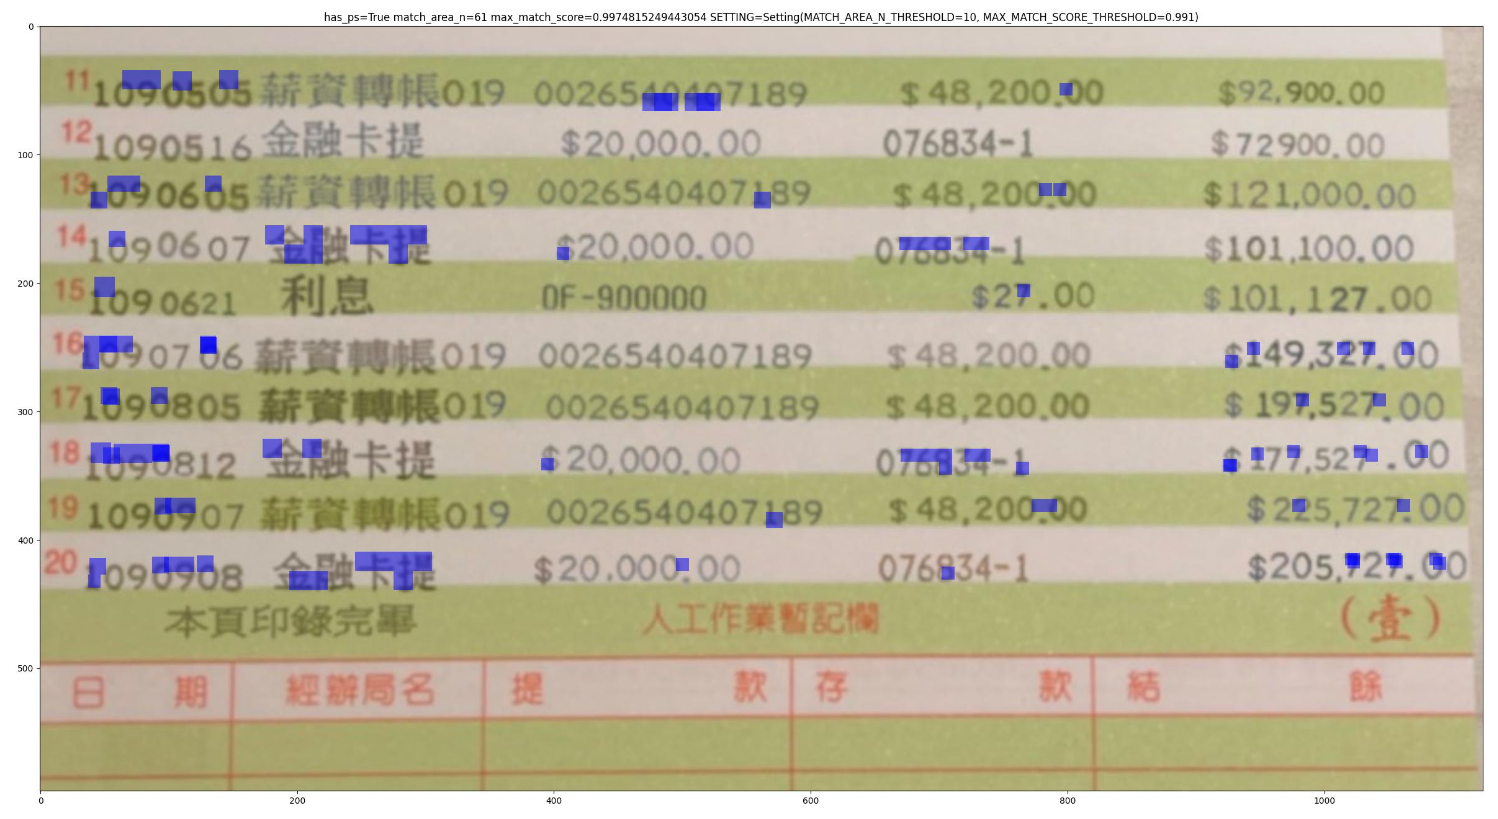 has_ps=True match_area_n=61 max_match_score=0.9974815249443054 SETTING=Setting(MATCH_AREA_N_THRESHOLD=10, MAX_MATCH_SCORE_THRESHOLD=0.991)
11 1090505 薪資轉帳019 0026540407189 $48,200.00 $92,900.00
12 1090516 金融卡提 $20,000.00 076834-1 $72900.00
13 1090605 薪資轉帳019 0026540407189 $48,200.00 $121,000.00
14 1090607 金融卡提 $20,000.00 076834-1 $101,100.00
15 1090621 利息 OF-900000 $27.00 $101,127.00
16 1090706 薪資轉帳019 0026540407189 $48,200.00 $149,327.00
17 1090805 薪資轉帳019 0026540407189 $48,200.00 $197,527.00
18 1090812 金融卡提 $20,000.00 076834-1 $177,527.00
19 1090907 薪資轉帳019 0026540407189 $48,200.00 $225,727.00
20 1090908 金融卡提 $20,000.00 076834-1 $205,727.00
本頁印錄完畢 人工作業暫記欄 (壹)
日期 經辦局名 提款 存款 結餘
0 100 200 300 400 500
0 200 400 600 800 1000